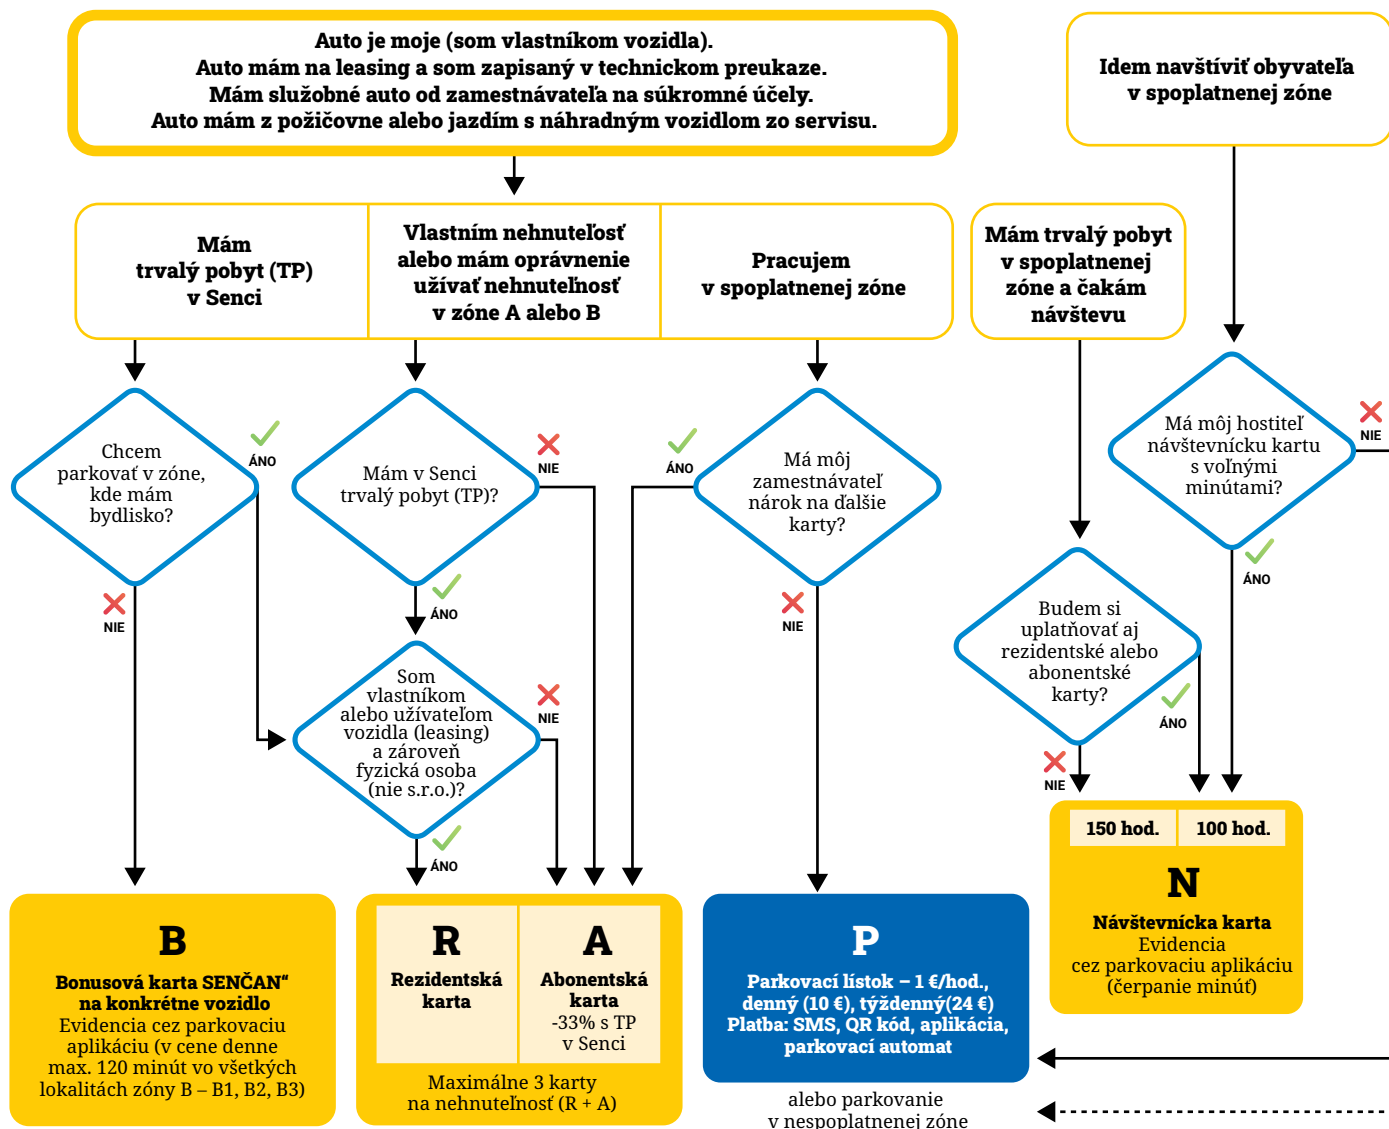 Auto je moje (som vlastníkom vozidla).
Auto mám na leasing a som zapísaný v technickom preukaze.
Mám služobné auto od zamestnávateľa na súkromné účely.
Auto mám z požičovne alebo jazdím s náhradným vozidlom zo servisu.
Idem navštíviť obyvateľa
v spoplatnenej zóne
Mám
trvalý pobyt (TP)
v Senci
Vlastním nehnuteľosť
alebo mám oprávnenie
užívať nehnuteľnosť
v zóne A alebo B
Pracujem
v spoplatnenej zóne
Mám trvalý pobyt
v spoplatnenej
zóne a čakám
návštevu
Chcem
parkovať v zóne,
kde mám
bydlisko?
ÁNO
NIE
Mám v Senci
trvalý pobyt (TP)?
NIE
ÁNO
Má môj
zamestnávateľ
nárok na ďalšie
karty?
ÁNO
NIE
Má môj hostiteľ
návštevnícku kartu
s voľnými
minútami?
NIE
ÁNO
Budem si
uplatňovať aj
rezidentské alebo
abonentské
karty?
ÁNO
NIE
Som
vlastníkom
alebo užívateľom
vozidla (leasing)
a zároveň
fyzická osoba
(nie s.r.o.)?
NIE
ÁNO
B
Bonusová karta SENČAN“
na konkrétne vozidlo
Evidencia cez parkovaciu
aplikáciu (v cene denne
max. 120 minút vo všetkých
lokalitách zóny B – B1, B2, B3)
R
Rezidentská
karta
A
Abonentská
karta
-33% s TP
v Senci
Maximálne 3 karty
na nehnuteľnosť (R + A)
P
Parkovací lístok – 1 €/hod.,
denný (10 €), týždenný(24 €)
Platba: SMS, QR kód, aplikácia,
parkovací automat
alebo parkovanie
v nespoplatnenej zóne
150 hod.
100 hod.
N
Návštevnícka karta
Evidencia
cez parkovaciu aplikáciu
(čerpanie minúť)